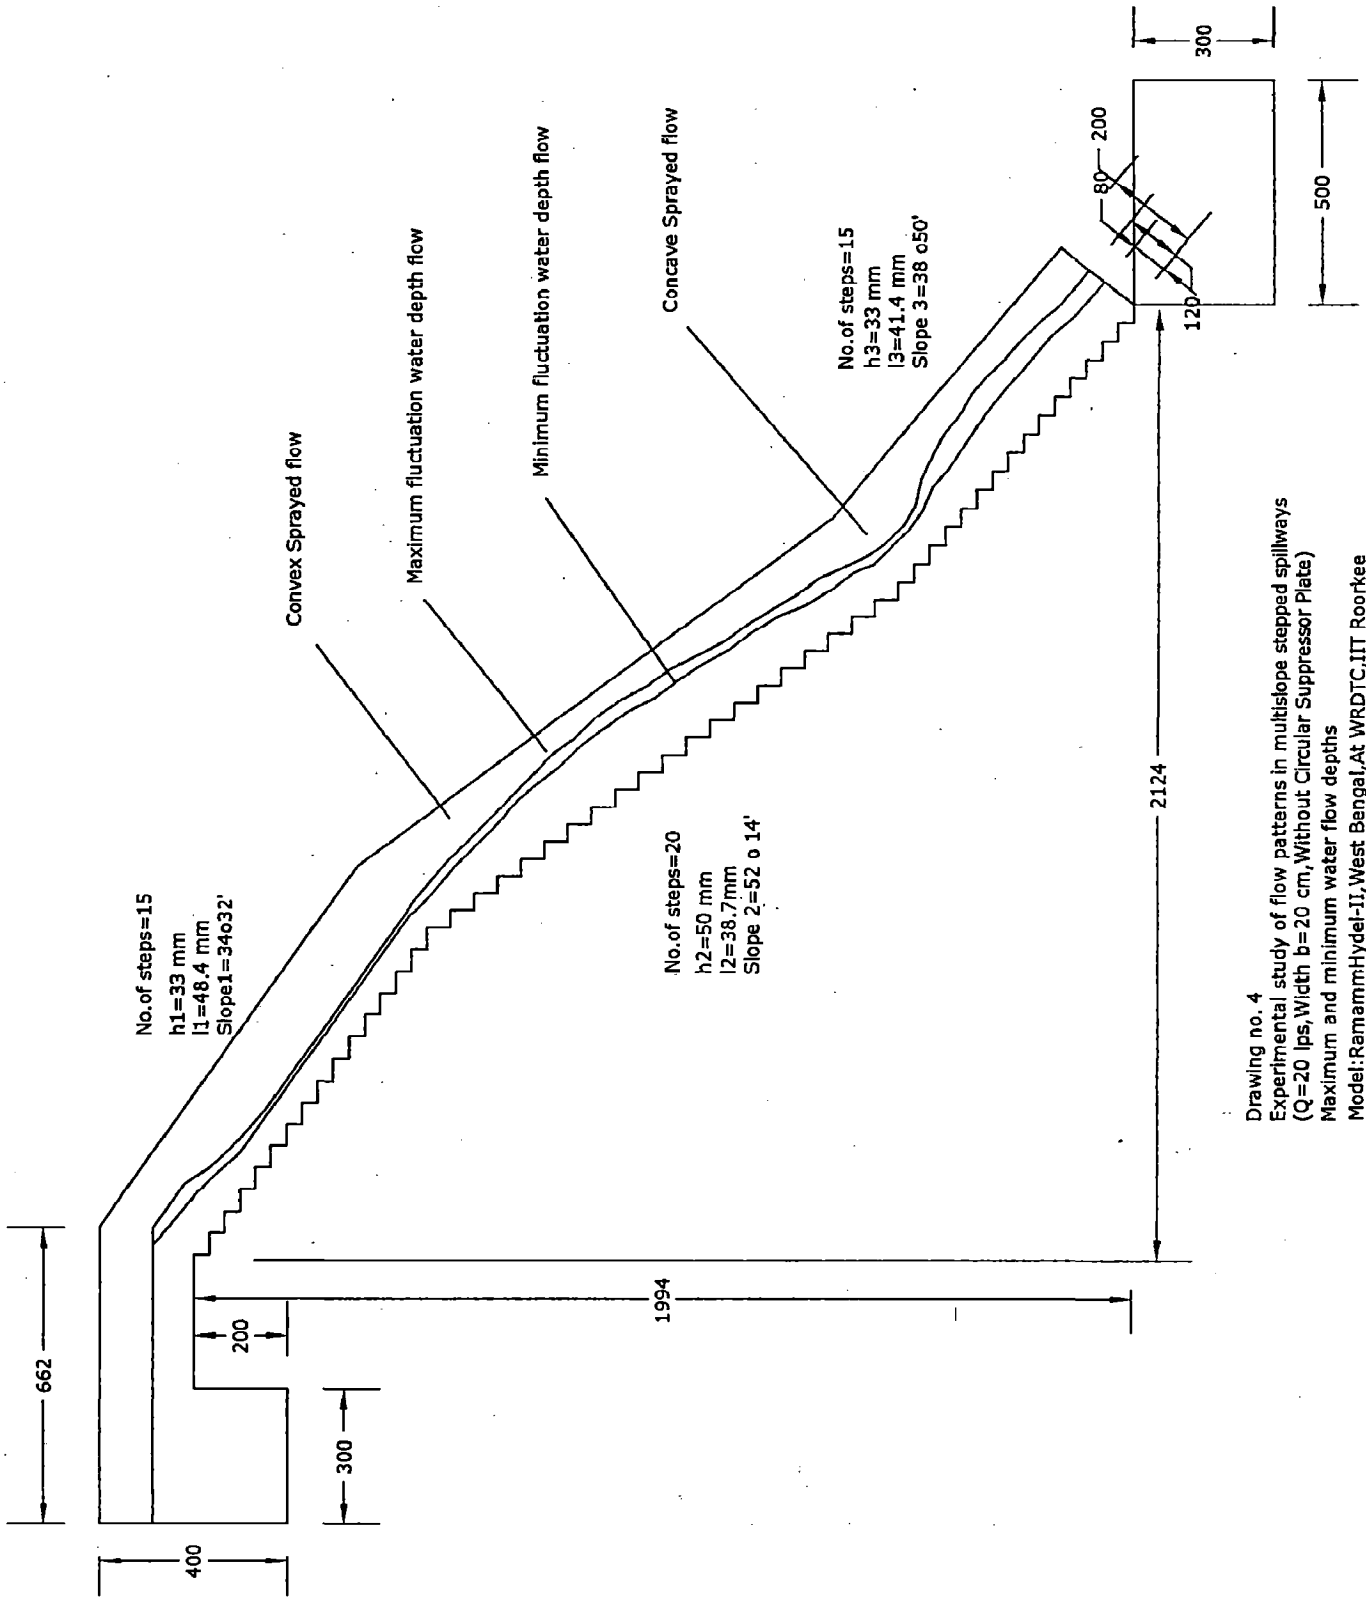 662
400
300
200
No.of steps=15
h1=33 mm
l1=48.4 mm
Slope1=34o32'
Convex Sprayed flow
Maximum fluctuation water depth flow
Minimum fluctuation water depth flow
Concave Sprayed flow
No.of steps=20
h2=50 mm
l2=38.7mm
Slope 2=52 o 14'
No.of steps=15
h3=33 mm
l3=41.4 mm
Slope 3=38 o50'
1994
2124
80
200
120
300
500
Drawing no. 4
Experimental study of flow patterns in multislope stepped spillways
(Q=20 lps,Width b=20 cm,Without Circular Suppressor Plate)
Maximum and minimum water flow depths
Model:RamammHydel-II,West Bengal,At WRDTC,IIT Roorkee